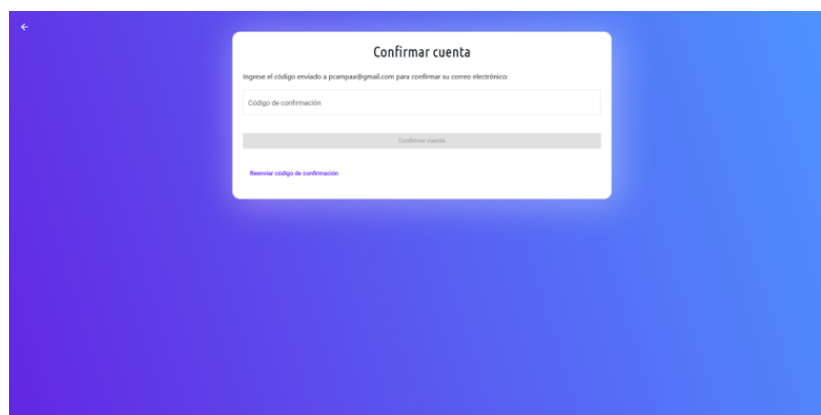 Confirmar cuenta
Ingrese el código enviado a pcampaa@gmail.com para confirmar su correo electrónico:
Código de confirmación
Confirmar cuenta
Reenviar código de confirmación